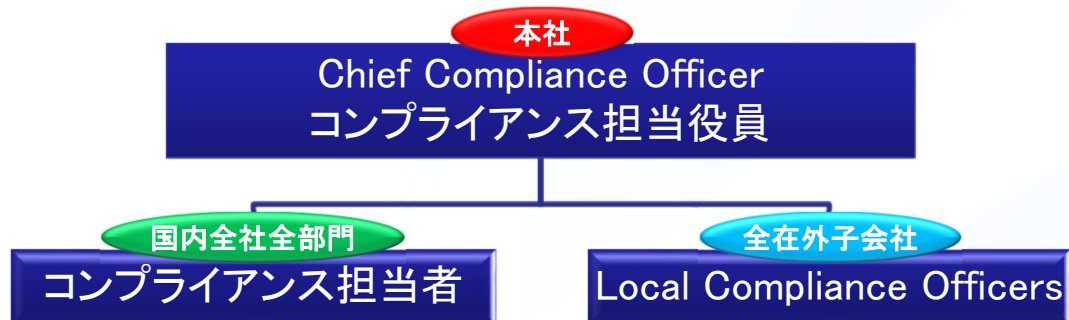 本社
Chief Compliance Officer
コンプライアンス担当役員
国内全社全部門
コンプライアンス担当者
全在外子会社
Local Compliance Officers